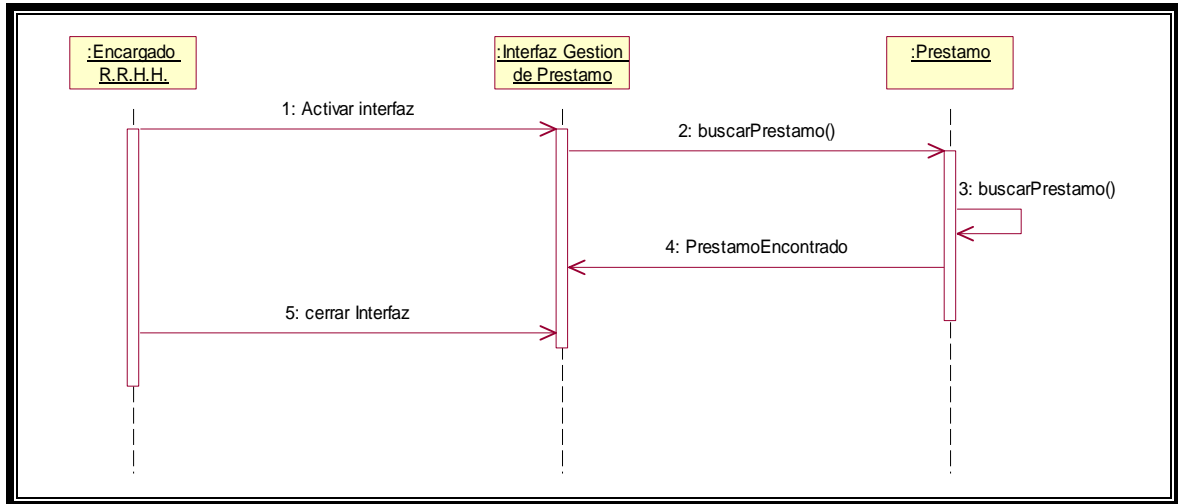 :Encargado
R.R.H.H.
:Interfaz Gestion
de Prestamo
:Prestamo
1: Activar interfaz
2: buscarPrestamo()
3: buscarPrestamo()
4: PrestamoEncontrado
5: cerrar Interfaz